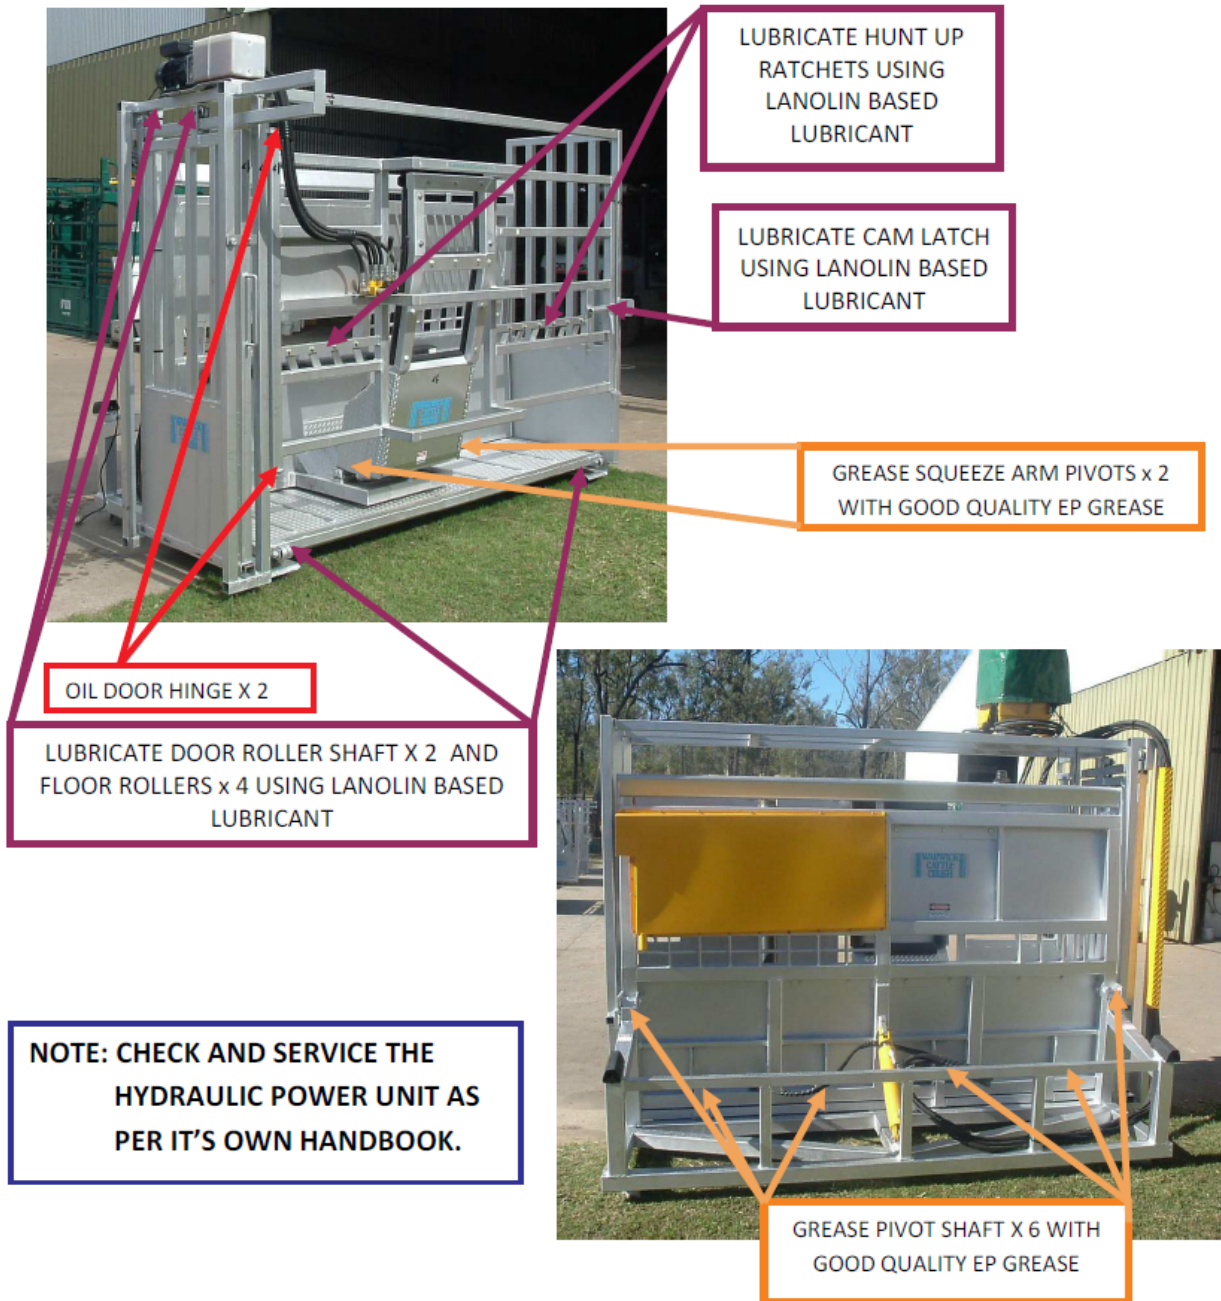 LUBRICATE HUNT UP
RATCHETS USING
LANOLIN BASED
LUBRICANT
LUBRICATE CAM LATCH
USING LANOLIN BASED
LUBRICANT
GREASE SQUEEZE ARM PIVOTS x 2
WITH GOOD QUALITY EP GREASE
OIL DOOR HINGE X 2
LUBRICATE DOOR ROLLER SHAFT X 2 AND
FLOOR ROLLERS x 4 USING LANOLIN BASED
LUBRICANT
WARWICK
CATTLE
CRUSH
NOTE: CHECK AND SERVICE THE
HYDRAULIC POWER UNIT AS
PER IT'S OWN HANDBOOK.
GREASE PIVOT SHAFT X 6 WITH
GOOD QUALITY EP GREASE